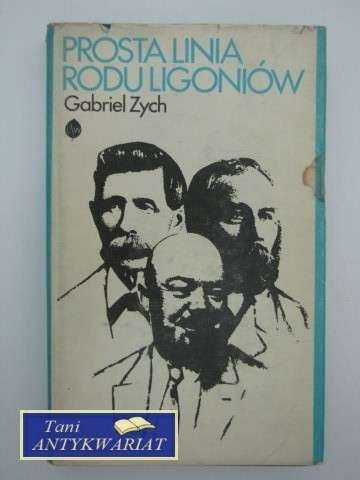 PROSTA LINIA
RODU LIGONIÓW
Gabriel Zych
Tani
ANTYKWARIAT